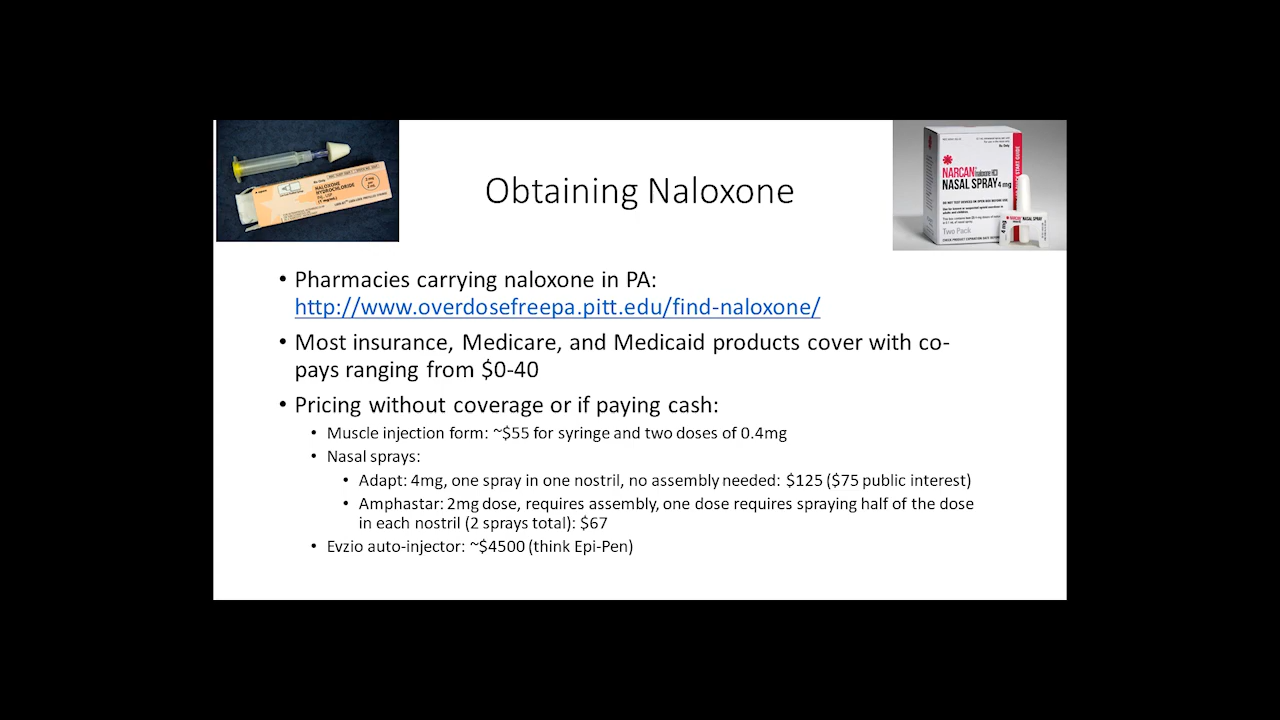 NALOXONE
HYDROCHLORIDE
Obtaining Naloxone
NARCAN
NASAL SPRAY 4 mg
Two Pack
• Pharmacies carrying naloxone in PA:
http://www.overdosefreepa.pitt.edu/find-naloxone/
• Most insurance, Medicare, and Medicaid products cover with co-
pays ranging from $0-40
• Pricing without coverage or if paying cash:
• Muscle injection form: ~$55 for syringe and two doses of 0.4mg
• Nasal sprays:
• Adapt: 4mg, one spray in one nostril, no assembly needed: $125 ($75 public interest)
• Amphastar: 2mg dose, requires assembly, one dose requires spraying half of the dose
in each nostril (2 sprays total): $67
• Evzio auto-injector: ~$4500 (think Epi-Pen)